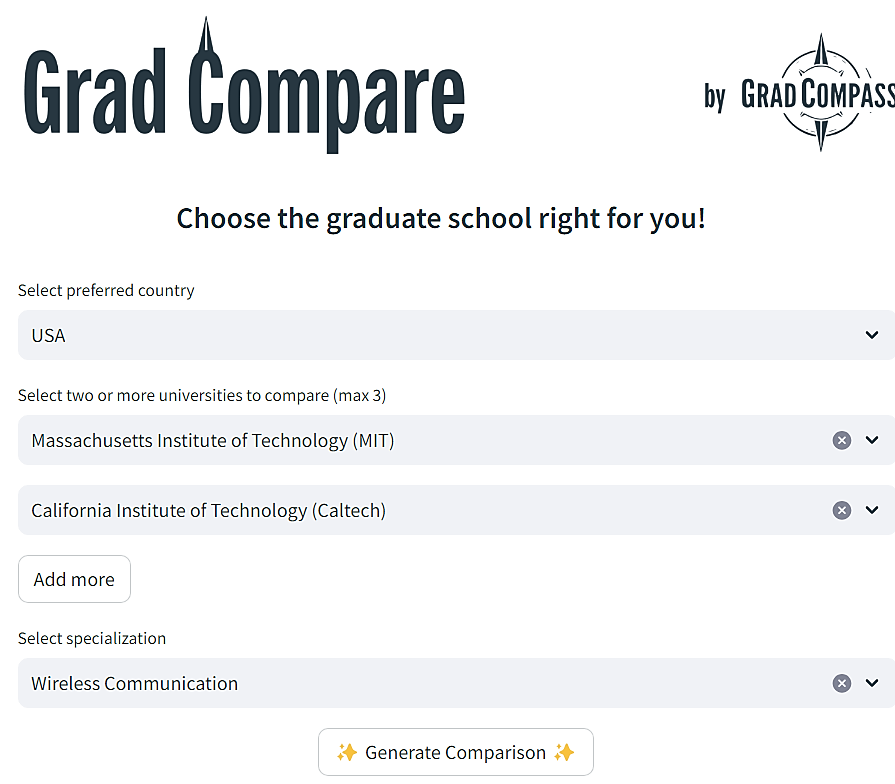 Grad Compare
by GRAD COMPASS
Choose the graduate school right for you!
Select preferred country
USA
Select two or more universities to compare (max 3)
Massachusetts Institute of Technology (MIT)
California Institute of Technology (Caltech)
Add more
Select specialization
Wireless Communication
✨ Generate Comparison ✨